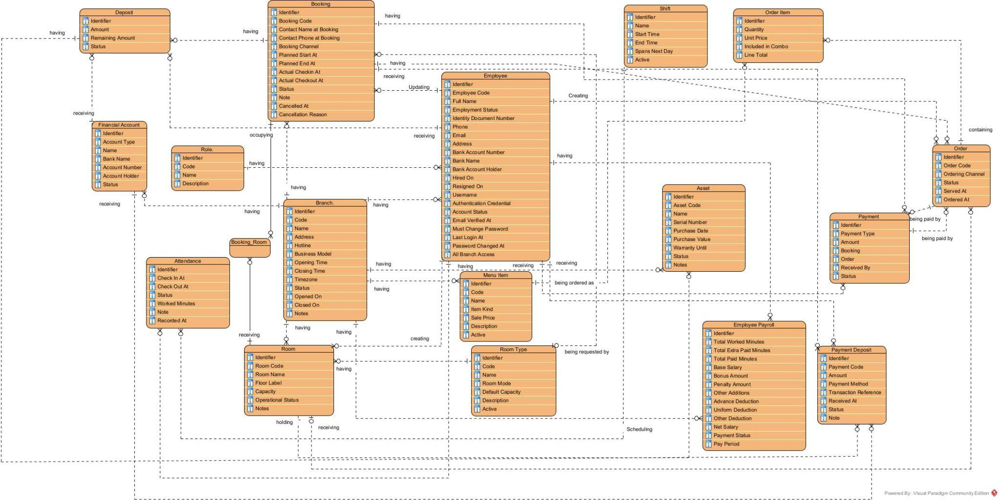 Deposit
Identifier
Amount
Remaining Amount
Status
having
having
Booking
Identifier
Booking Code
Contact Name at Booking
Contact Phone at Booking
Booking Channel
Planned Start At
Planned End At
Actual Checkin At
Actual Checkout At
Status
Note
Cancelled At
Cancellation Reason
having
having
receiving
Updating
Shift
Identifier
Name
Start Time
End Time
Spans Next Day
Active
Order Item
Identifier
Quantity
Unit Price
Included in Combo
Line Total
Employee
Identifier
Employee Code
Full Name
Employment Status
Identity Document Number
Phone
Email
Address
Bank Account Number
Bank Name
Bank Account Holder
Hired On
Resigned On
Username
Authentication Credential
Account Status
Email Verified At
Must Change Password
Last Login At
Password Changed At
All Branch Access
Creating
having
receiving
receiving
Financial Account
Identifier
Account Type
Name
Bank Name
Account Number
Account Holder
Status
receiving
occupying
Role.
Identifier
Code
Name
Description
having
having
having
having
containing
Order
Identifier
Order Code
Ordering Channel
Status
Served At
Ordered At
Asset
Identifier
Asset Code
Name
Serial Number
Purchase Date
Purchase Value
Warranty Until
Status
Notes
Branch.
Identifier
Code
Name
Address
Hotline
Business Model
Opening Time
Closing Time
Timezone
Status
Opened On
Closed On
Notes
Payment
Identifier
Payment Type
Amount
Booking
Order
Received By
Status
being paid by
being paid by
Booking_Room
Attendance
Identifier
Check In At
Check Out At
Status
Worked Minutes
Note
Recorded At
having
having
having
receiving
receiving
Menu Item
Identifier
Code
Name
Item Kind
Sale Price
Description
Active
being ordered as
having
having
receiving
creating
Room
Identifier
Room Code
Room Name
Floor Label
Capacity
Operational Status
Notes
having
Room Type
Identifier
Code
Name
Room Mode
Default Capacity
Description
Active
being requested by
Employee Payroll
Identifier
Total Worked Minutes
Total Extra Paid Minutes
Total Paid Minutes
Base Salary
Bonus Amount
Penalty Amount
Other Additions
Advance Deduction
Uniform Deduction
Other Deduction
Net Salary
Payment Status
Pay Period
Payment Deposit
Identifier
Payment Code
Amount
Payment Method
Transaction Reference
Received At
Status
Note
holding
receiving
Scheduling
Powered By: Visual Paradigm Community Edition